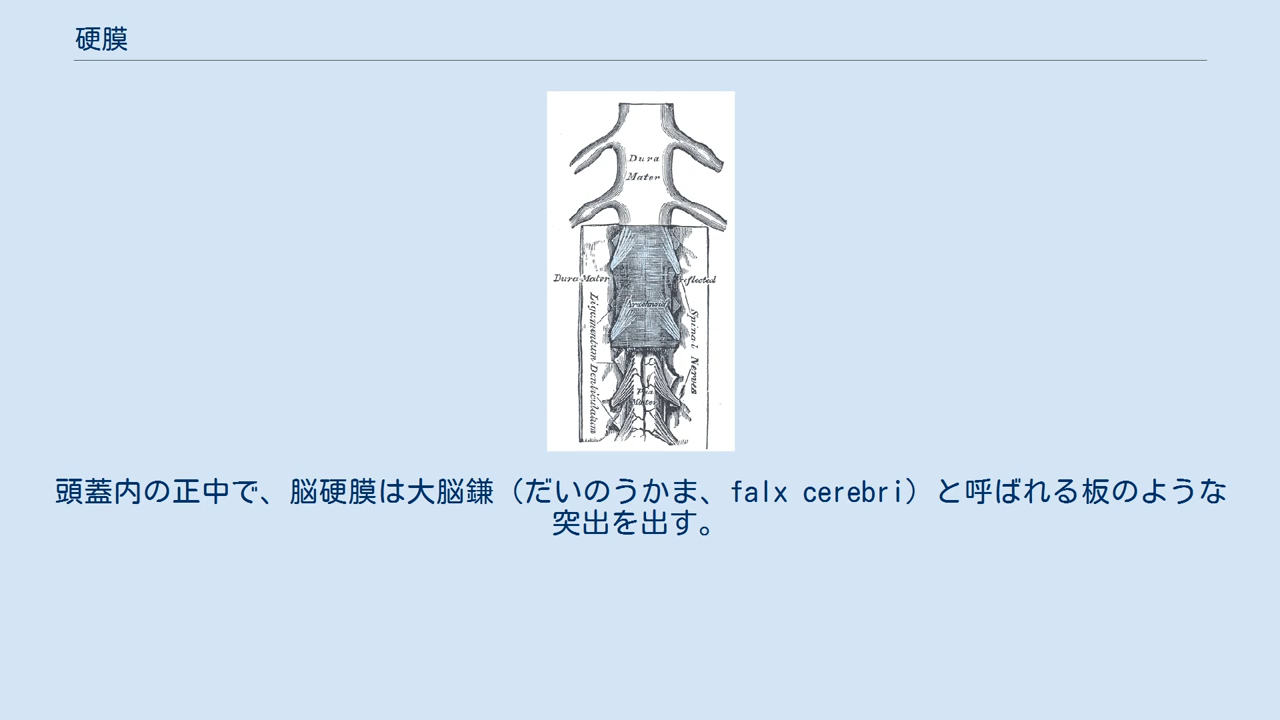 硬膜
Dura
Mater
Dura Mater
reflected
Arachnoid
Ligamentum Denticulatum
Spinal Nerves
Pia
Mater
頭蓋内の正中で、脳硬膜は大脳鎌（だいのうかま、falx cerebri）と呼ばれる板のような
突出を出す。